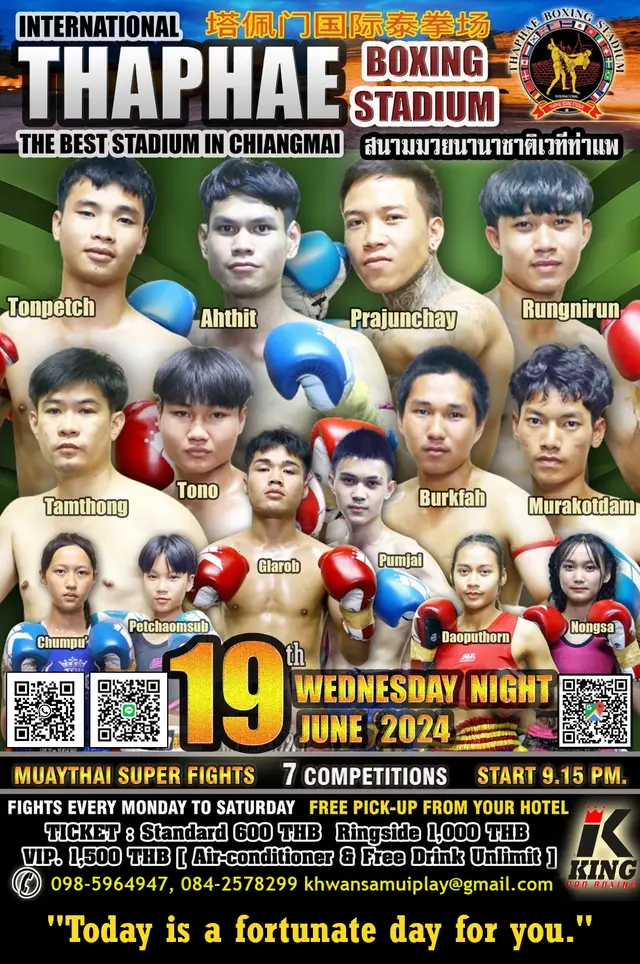 INTERNATIONAL
塔佩门国际泰拳场
THAPHAE
BOXING
STADIUM
THAPHAE BOXING STADIUM
THE BEST STADIUM IN CHIANGMAI
สนามมวยนานาชาติเวทีท่าแพ
Tonpetch
Ahthit
Prajunchay
Rungnirun
Tamthong
Tono
Burkfah
Murakotdam
Glarob
Pumjai
Chumpu'
Petchaomsub
Daoputhorn
Nongsa
19th
WEDNESDAY NIGHT
JUNE 2024
MUAYTHAI SUPER FIGHTS 7 COMPETITIONS START 9.15 PM.
FIGHTS EVERY MONDAY TO SATURDAY FREE PICK-UP FROM YOUR HOTEL
TICKET : Standard 600 THB Ringside 1,000 THB
VIP. 1,500 THB [ Air-conditioner & Free Drink Unlimit ]
098-5964947, 084-2578299 khwansamuiplay@gmail.com
K
KING
PRO BOXING
"Today is a fortunate day for you."